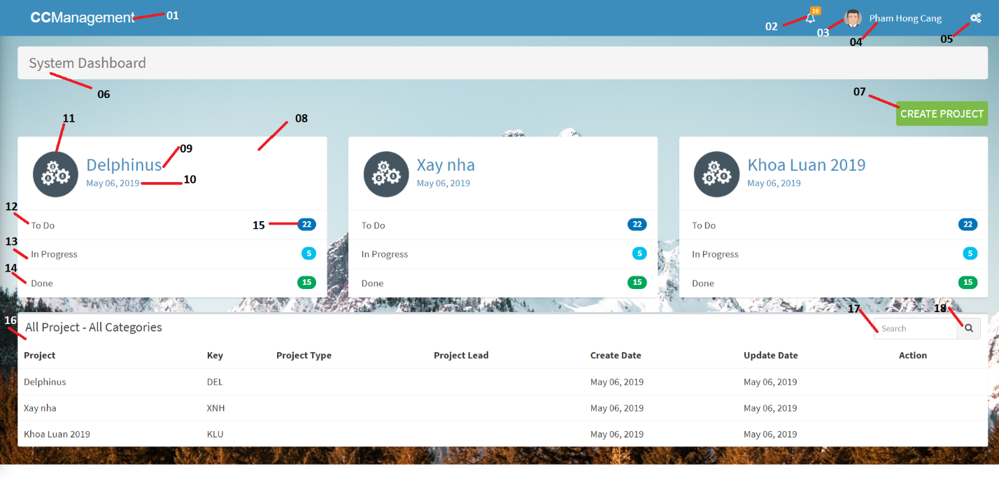 CCManagement 01
10
02 03 Pham Hong Cang
04 05
System Dashboard
06
07
CREATE PROJECT
11 08
Delphinus 09
May 06, 2019 10
12
To Do 15 22
13
In Progress 5
14
Done 15
Xay nha
May 06, 2019
To Do 22
In Progress 5
Done 15
Khoa Luan 2019
May 06, 2019
To Do 22
In Progress 5
Done 15
16 17 18
All Project - All Categories Search
Project Key Project Type Project Lead Create Date Update Date Action
Delphinus DEL May 06, 2019 May 06, 2019
Xay nha XNH May 06, 2019 May 06, 2019
Khoa Luan 2019 KLU May 06, 2019 May 06, 2019